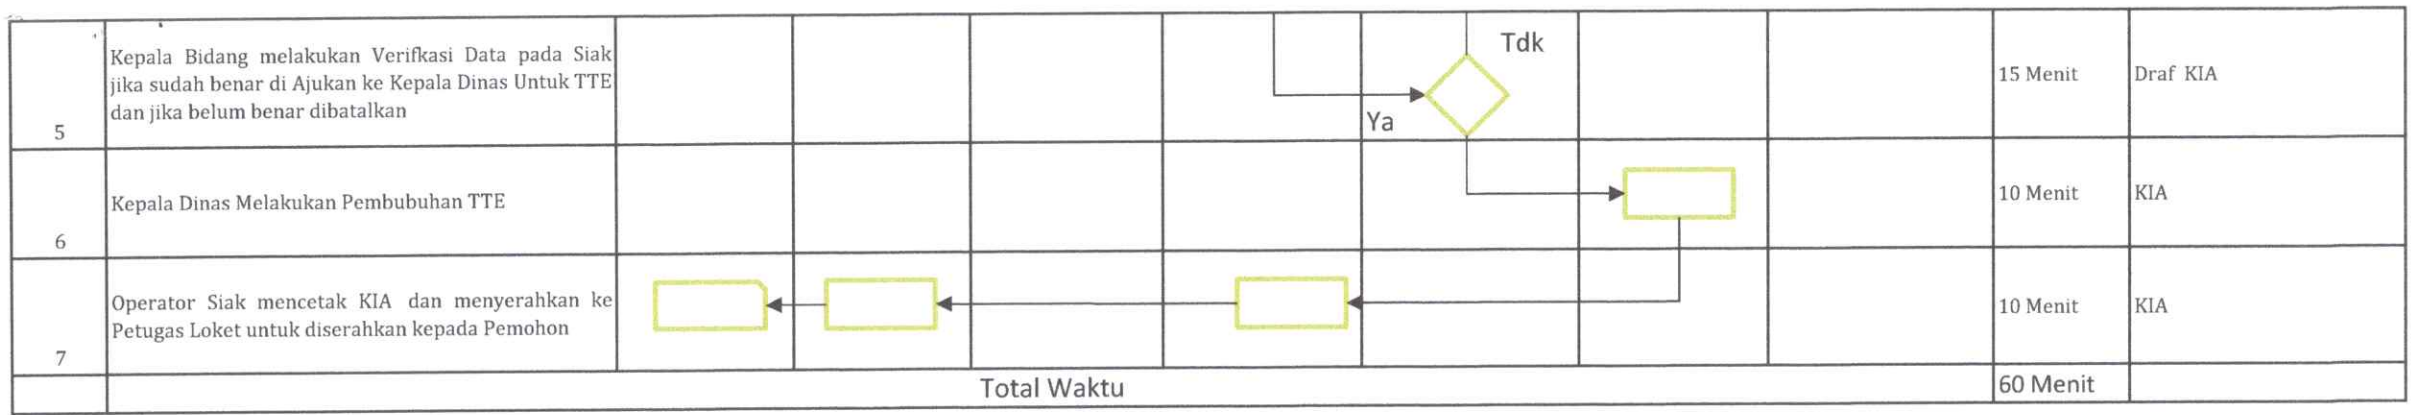 Kepala Bidang melakukan Verifkasi Data pada Siak
jika sudah benar di Ajukan ke Kepala Dinas Untuk TTE
dan jika belum benar dibatalkan
5
Tdk
Ya
15 Menit
Draf KIA
Kepala Dinas Melakukan Pembubuhan TTE
6
10 Menit
KIA
Operator Siak mencetak KIA dan menyerahkan ke
Petugas Loket untuk diserahkan kepada Pemohon
7
10 Menit
KIA
Total Waktu
60 Menit